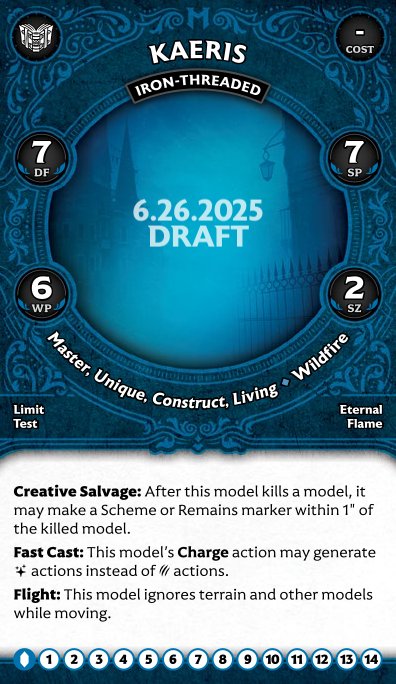 -
COST
KAERIS
IRON-THREADED
7
DF
7
SP
6.26.2025
DRAFT
6
WP
2
SZ
Master, Unique, Construct, Living ◆ Wildfire
Limit
Test
Eternal
Flame
Creative Salvage: After this model kills a model, it
may make a Scheme or Remains marker within 1" of
the killed model.
Fast Cast: This model's Charge action may generate
actions instead of actions.
Flight: This model ignores terrain and other models
while moving.
1 2 3 4 5 6 7 8 9 10 11 12 13 14